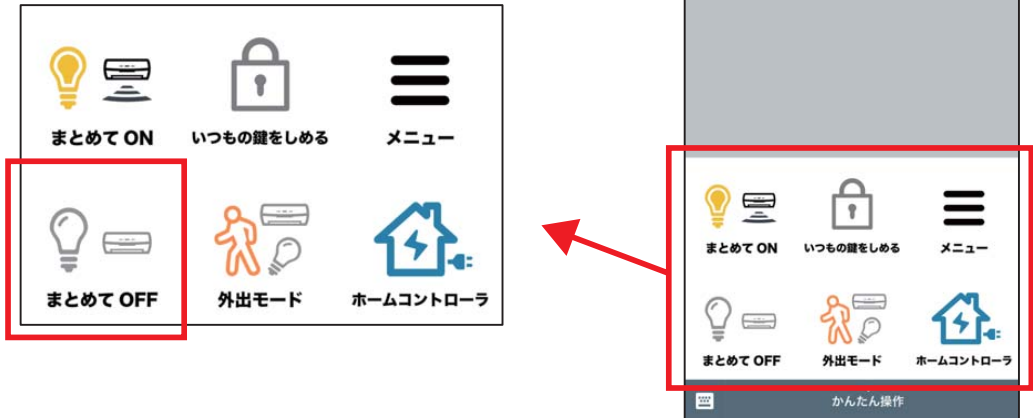 まとめて ON
いつもの鍵をしめる
メニュー
まとめて OFF
外出モード
ホームコントローラ
まとめて ON
いつもの鍵をしめる
メニュー
まとめて OFF
外出モード
ホームコントローラ
かんたん操作